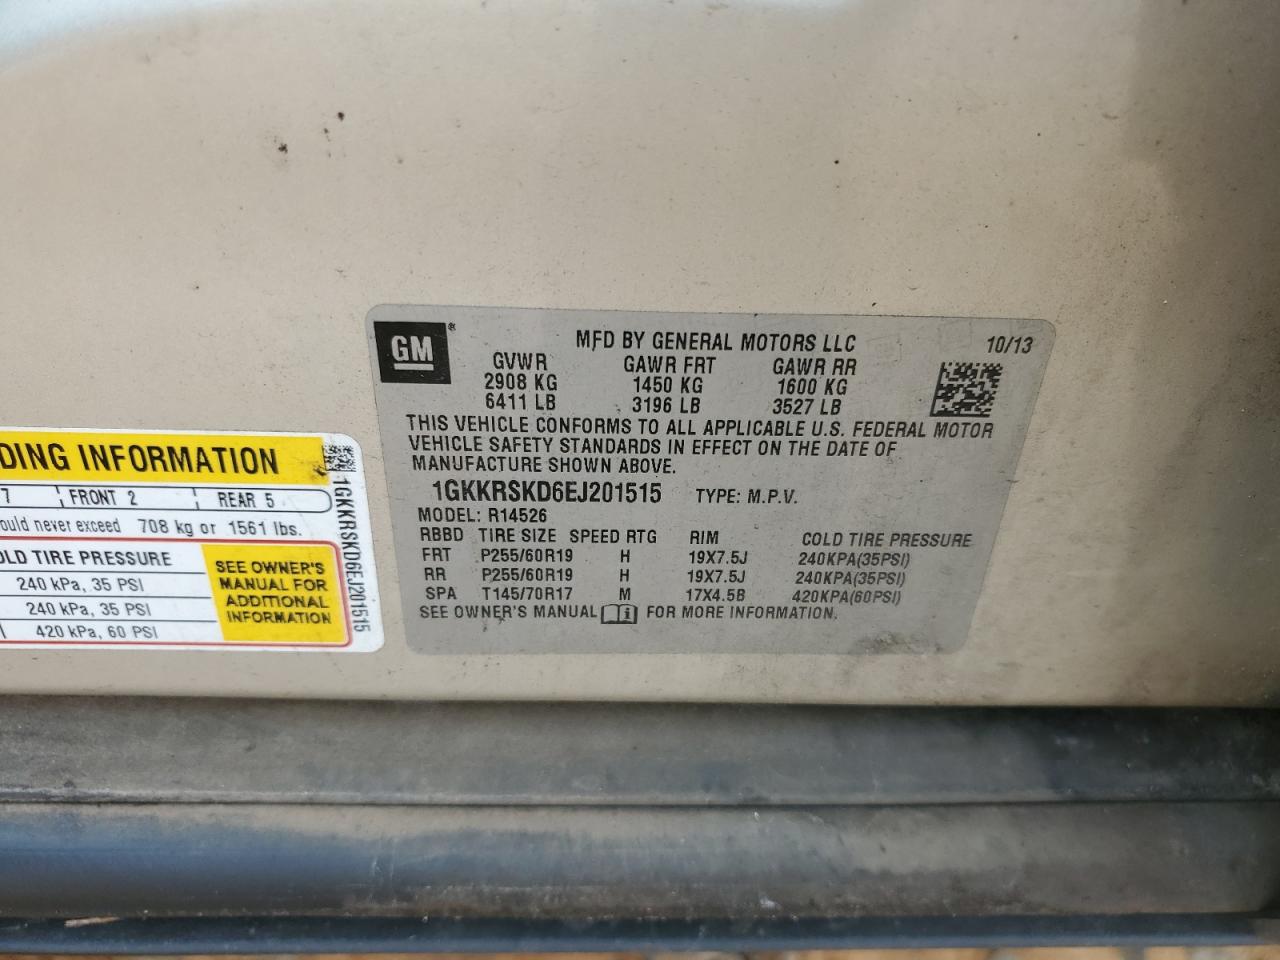 GM ®
MFD BY GENERAL MOTORS LLC 10/13
GVWR GAWR FRT GAWR RR
2908 KG 1450 KG 1600 KG
6411 LB 3196 LB 3527 LB
THIS VEHICLE CONFORMS TO ALL APPLICABLE U.S. FEDERAL MOTOR
VEHICLE SAFETY STANDARDS IN EFFECT ON THE DATE OF
MANUFACTURE SHOWN ABOVE.
1GKKRSKD6EJ201515 TYPE: M.P.V.
MODEL: R14526
RBBD TIRE SIZE SPEED RTG RIM COLD TIRE PRESSURE
FRT P255/60R19 H 19X7.5J 240KPA(35PSI)
RR P255/60R19 H 19X7.5J 240KPA(35PSI)
SPA T145/70R17 M 17X4.5B 420KPA(60PSI)
SEE OWNER'S MANUAL FOR MORE INFORMATION.
DING INFORMATION
7 FRONT 2 REAR 5
ould never exceed 708 kg or 1561 lbs.
OLD TIRE PRESSURE
240 kPa, 35 PSI
240 kPa, 35 PSI
420 kPa, 60 PSI
SEE OWNER'S
MANUAL FOR
ADDITIONAL
INFORMATION
1GKKRSKD6EJ201515